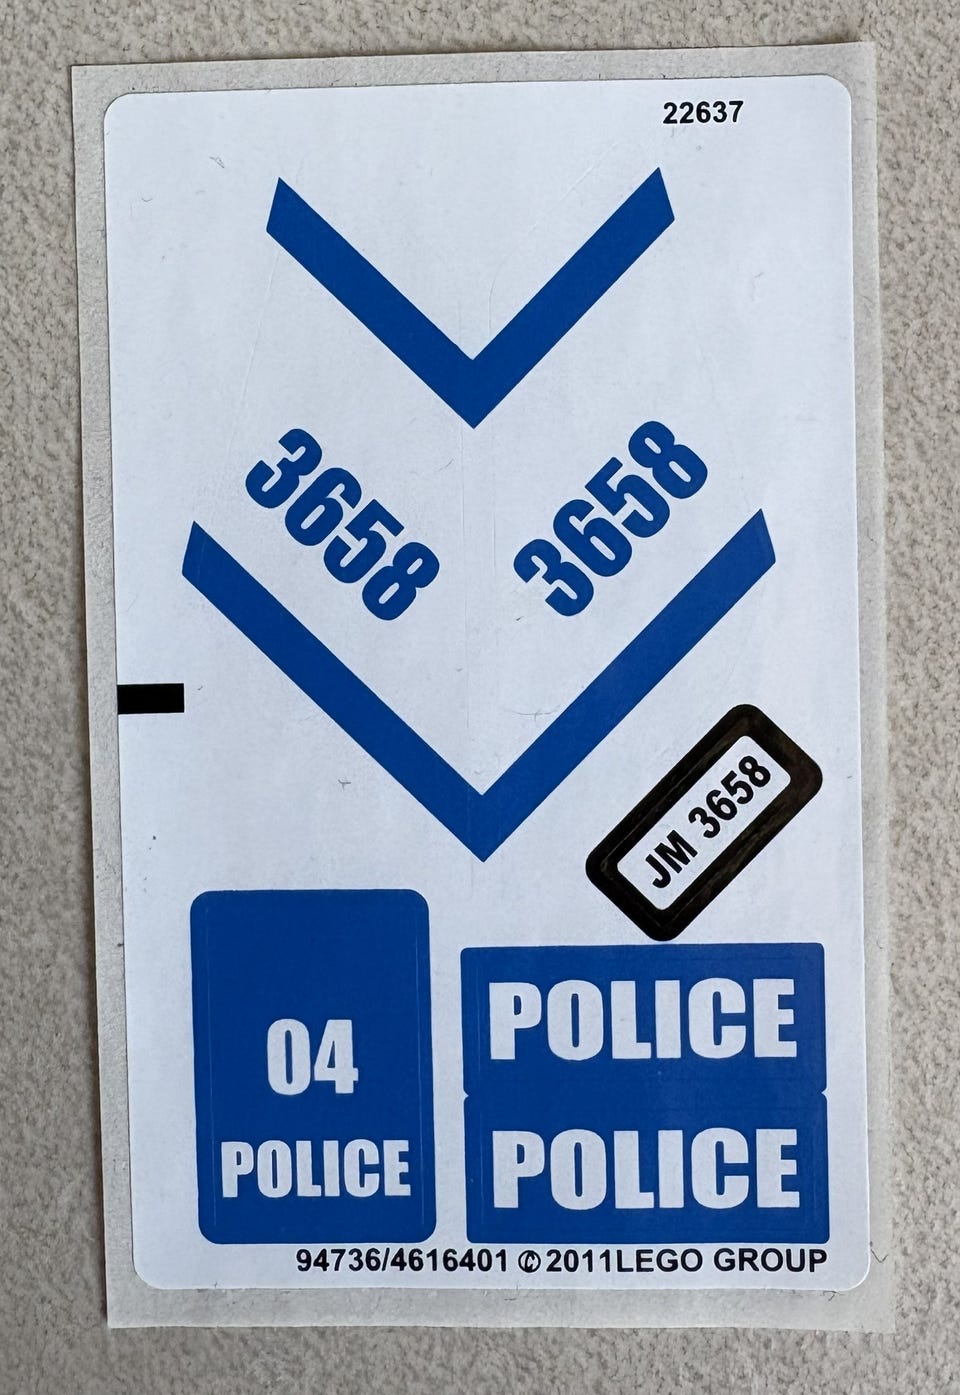 22637
3658
3658
JM 3658
04
POLICE
POLICE
POLICE
94736/4616401 ©2011LEGO GROUP